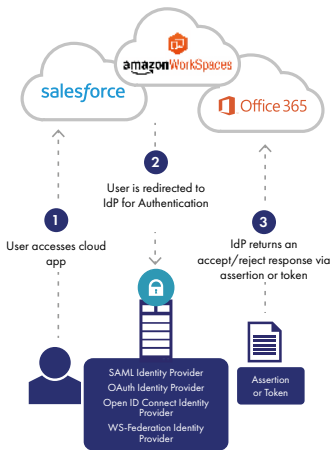 salesforce
amazon WorkSpaces
Office 365
1
User accesses cloud
app
2
User is redirected to
IdP for Authentication
3
IdP returns an
accept/reject response via
assertion or token
SAML Identity Provider
OAuth Identity Provider
Open ID Connect Identity
Provider
WS-Federation Identity
Provider
Assertion
or Token